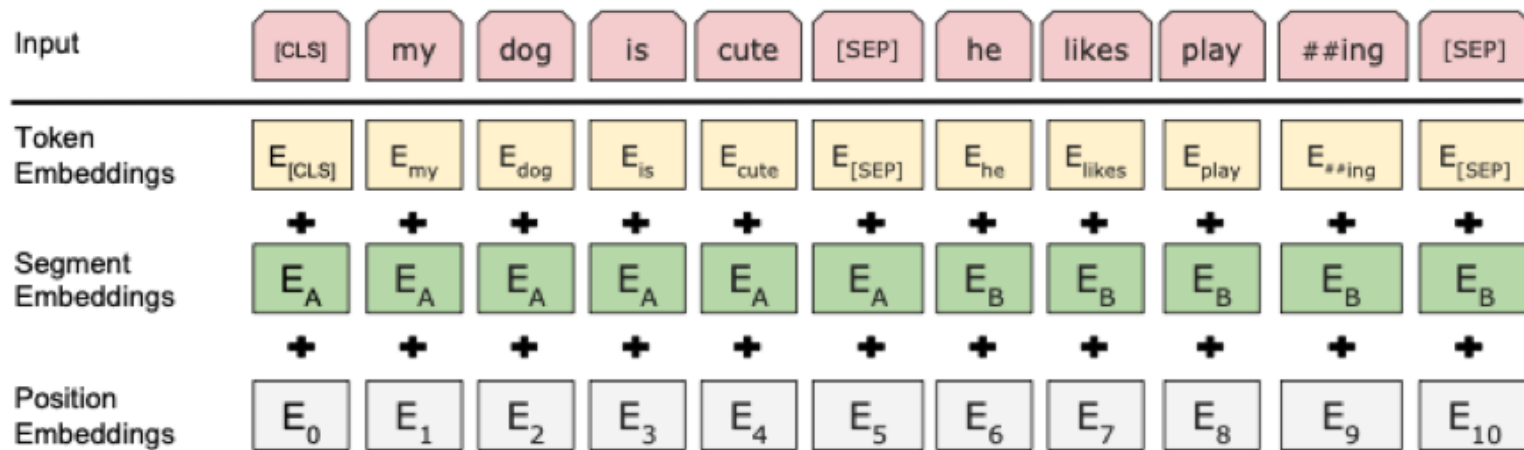 Input [CLS] my dog is cute [SEP] he likes play ##ing [SEP]
Token
Embeddings E[CLS] Emy Edog Eis Ecute E[SEP] Ehe Elikes Eplay E##ing E[SEP]
+ + + + + + + + + + +
Segment
Embeddings EA EA EA EA EA EA EB EB EB EB EB
+ + + + + + + + + + +
Position
Embeddings E0 E1 E2 E3 E4 E5 E6 E7 E8 E9 E10